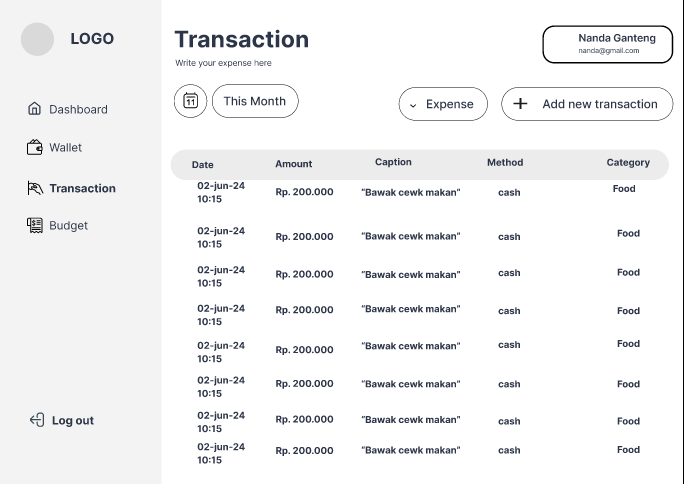 LOGO
Dashboard
Wallet
Transaction
Budget
Log out
Transaction
Write your expense here
Nanda Ganteng
nanda@gmail.com
11
This Month
Expense
Add new transaction
Date Amount Caption Method Category
02-jun-24
10:15
Rp. 200.000 “Bawak cewk makan” cash Food
02-jun-24
10:15
Rp. 200.000 “Bawak cewk makan” cash Food
02-jun-24
10:15
Rp. 200.000 “Bawak cewk makan” cash Food
02-jun-24
10:15
Rp. 200.000 “Bawak cewk makan” cash Food
02-jun-24
10:15
Rp. 200.000 “Bawak cewk makan” cash Food
02-jun-24
10:15
Rp. 200.000 “Bawak cewk makan” cash Food
02-jun-24
10:15
Rp. 200.000 “Bawak cewk makan” cash Food
02-jun-24
10:15
Rp. 200.000 “Bawak cewk makan” cash Food